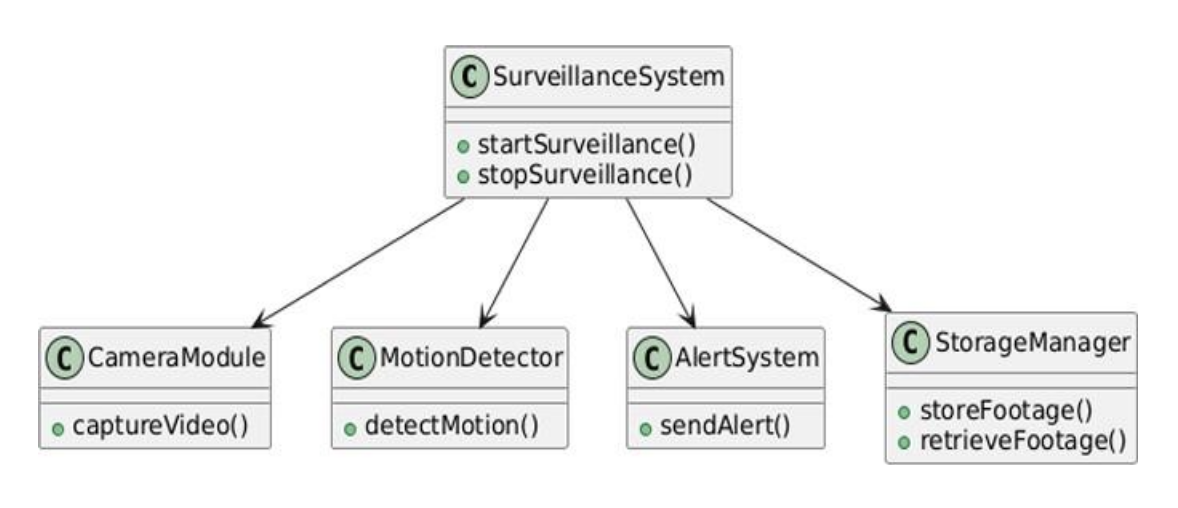 C SurveillanceSystem
startSurveillance()
stopSurveillance()
C CameraModule
captureVideo()
C MotionDetector
detectMotion()
C AlertSystem
sendAlert()
C StorageManager
storeFootage()
retrieveFootage()